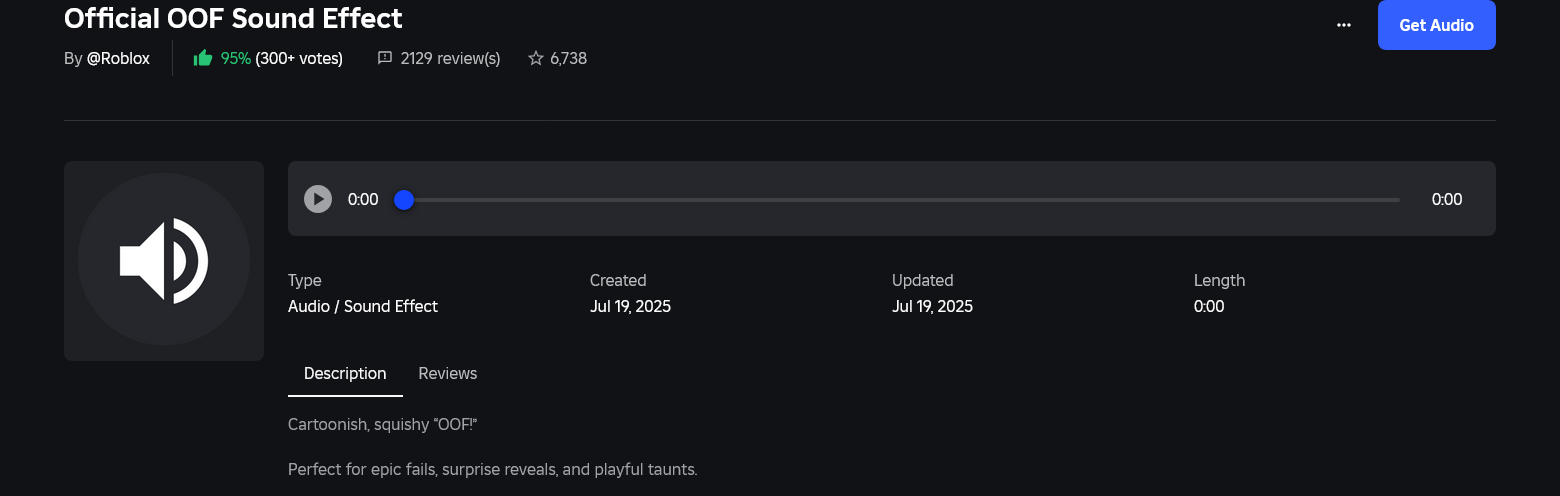 Official OOF Sound Effect
Get Audio
By @Roblox 95% (300+ votes) 2129 review(s) 6,738
0:00 0:00
Type Created Updated Length
Audio / Sound Effect Jul 19, 2025 Jul 19, 2025 0:00
Description Reviews
Cartoonish, squishy “OOF!”
Perfect for epic fails, surprise reveals, and playful taunts.